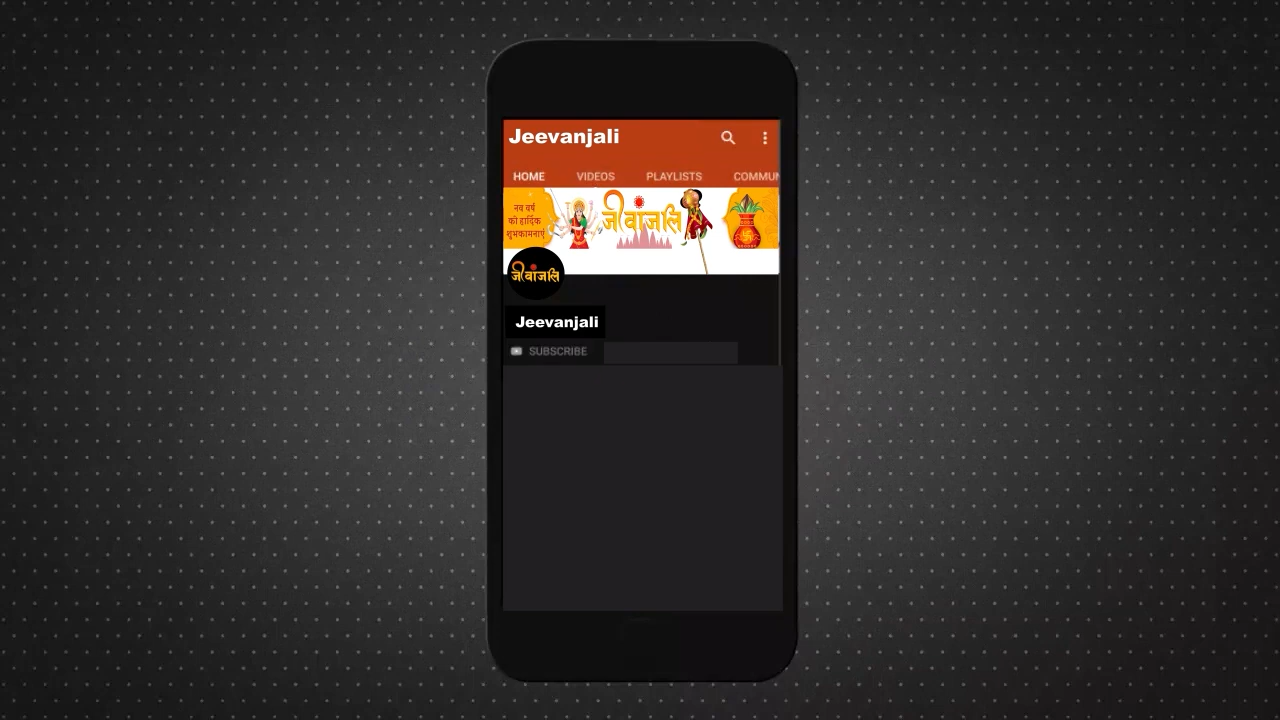 Jeevanjali
HOME VIDEOS PLAYLISTS COMMUN
नव वर्ष
की हार्दिक
शुभकामनाएं
जीवांजलि
जीवांजलि
Jeevanjali
SUBSCRIBE